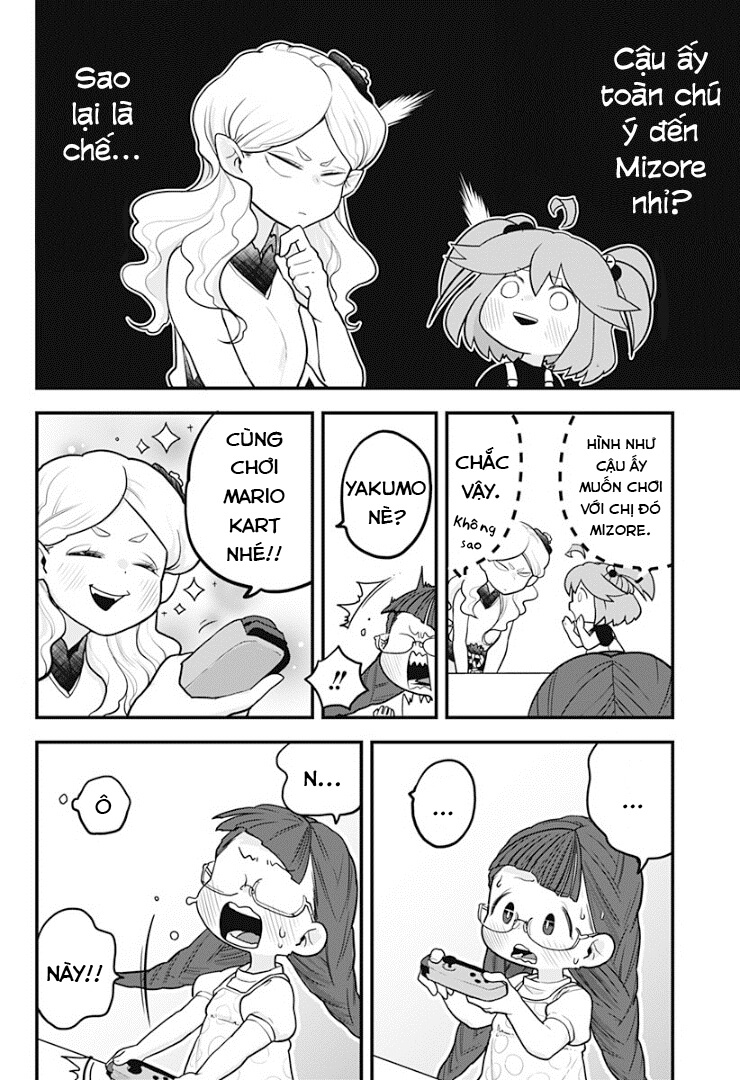 Cậu ấy
toàn chú
ý đến
Mizore
nhỉ?
Sao
lại là
chế...
HÌNH NHƯ
CẬU ẤY
MUỐN CHƠI
VỚI CHỊ ĐÓ
MIZORE.
CHẮC
VẬY.
Không
sao
YAKUMO
NÈ?
!!
CÙNG
CHƠI
MARIO
KART
NHÉ!!
...
...
N...
Ô
NÀY!!